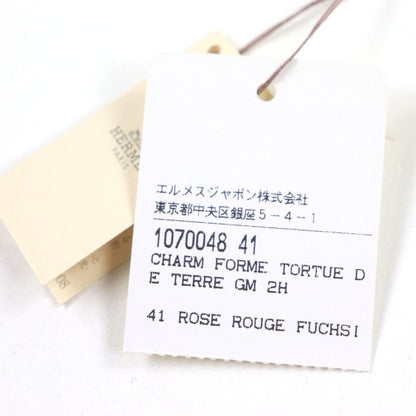 HERMÈS
PARIS
エルメスジャポン株式会社
東京都中央区銀座5-4-1
1070048 41
CHARM FORME TORTUE D
E TERRE GM 2H
41 ROSE ROUGE FUCHSI